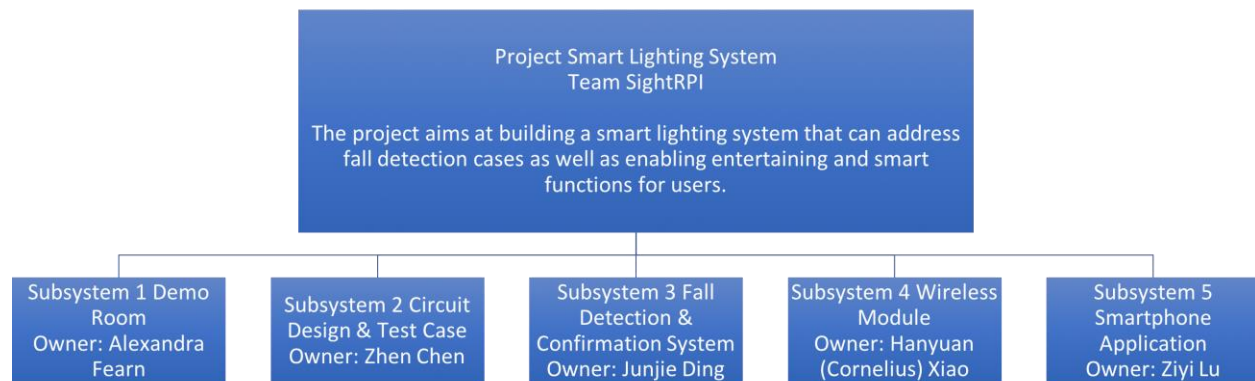 Project Smart Lighting System
Team SightRPI
The project aims at building a smart lighting system that can address
fall detection cases as well as enabling entertaining and smart
functions for users.
Subsystem 1 Demo
Room
Owner: Alexandra
Fearn
Subsystem 2 Circuit
Design & Test Case
Owner: Zhen Chen
Subsystem 3 Fall
Detection &
Confirmation System
Owner: Junjie Ding
Subsystem 4 Wireless
Module
Owner: Hanyuan
(Cornelius) Xiao
Subsystem 5
Smartphone
Application
Owner: Ziyi Lu